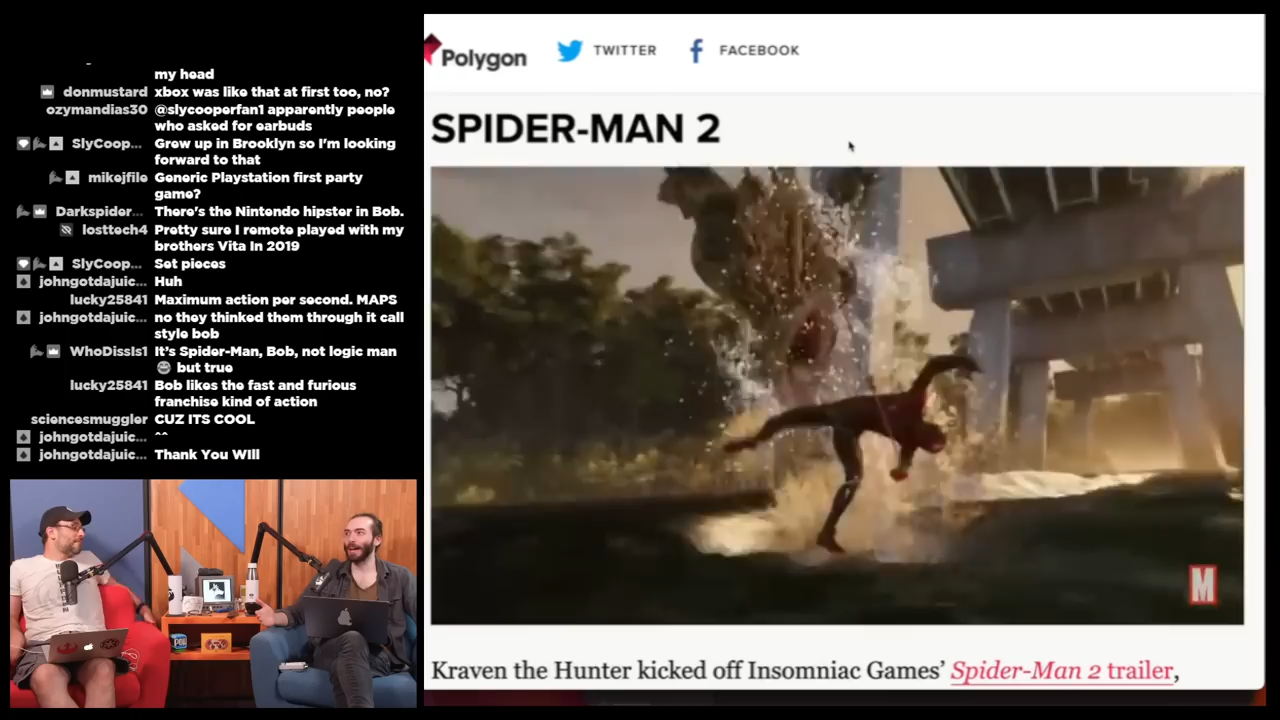 my head
donmustard xbox was like that at first too, no?
ozymandias30 @slycooperfan1 apparently people
who asked for earbuds
SlyCoop... Grew up in Brooklyn so I'm looking
forward to that
mikejfile Generic Playstation first party
game?
Darkspider... There's the Nintendo hipster in Bob.
losttech4 Pretty sure I remote played with my
brothers Vita In 2019
SlyCoop... Set pieces
johngotdajuic... Huh
lucky25841 Maximum action per second. MAPS
johngotdajuic... no they thinked them through it call
style bob
WhoDissIs1 It's Spider-Man, Bob, not logic man
but true
lucky25841 Bob likes the fast and furious
franchise kind of action
sciencesmuggler CUZ ITS COOL
johngotdajuic... ^^
johngotdajuic... Thank You WIll
Polygon TWITTER FACEBOOK
SPIDER-MAN 2
M
Kraven the Hunter kicked off Insomniac Games' Spider-Man 2 trailer,